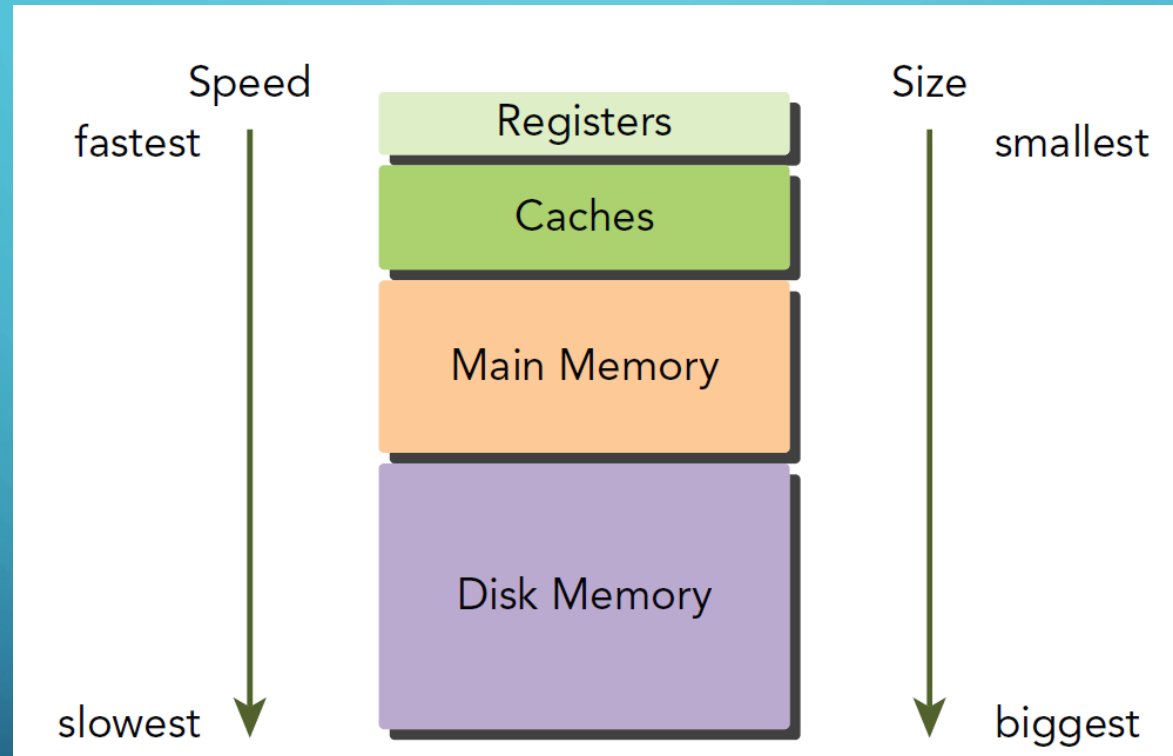 Speed
Size
fastest
smallest
Registers
Caches
Main Memory
Disk Memory
slowest
biggest